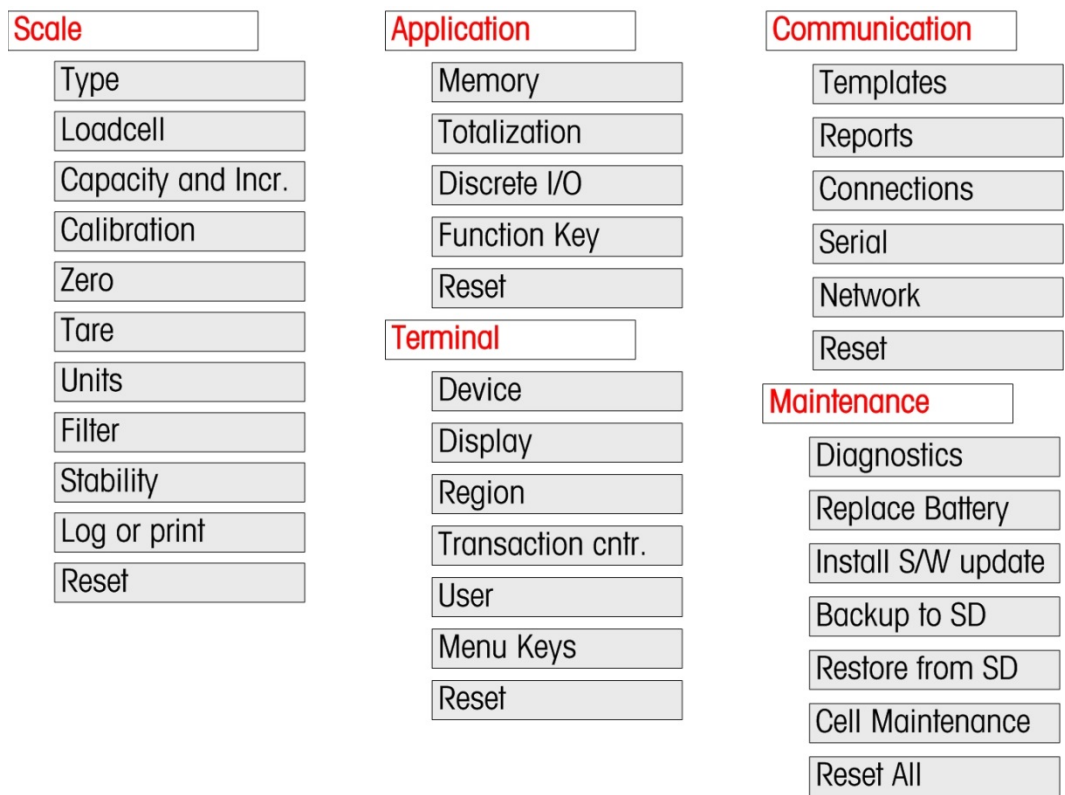 Scale
Type
Loadcell
Capacity and Incr.
Calibration
Zero
Tare
Units
Filter
Stability
Log or print
Reset
Application
Memory
Totalization
Discrete I/O
Function Key
Reset
Terminal
Device
Display
Region
Transaction cntr.
User
Menu Keys
Reset
Communication
Templates
Reports
Connections
Serial
Network
Reset
Maintenance
Diagnostics
Replace Battery
Install S/W update
Backup to SD
Restore from SD
Cell Maintenance
Reset All